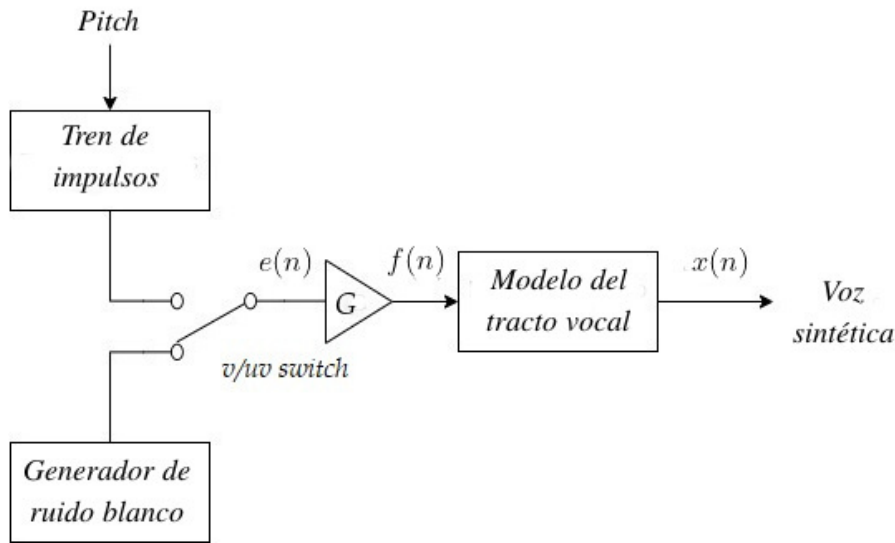 Pitch
Tren de
impulsos
e(n)
f(n)
x(n)
G
Modelo del
tracto vocal
Voz
sintética
v/uv switch
Generador de
ruido blanco